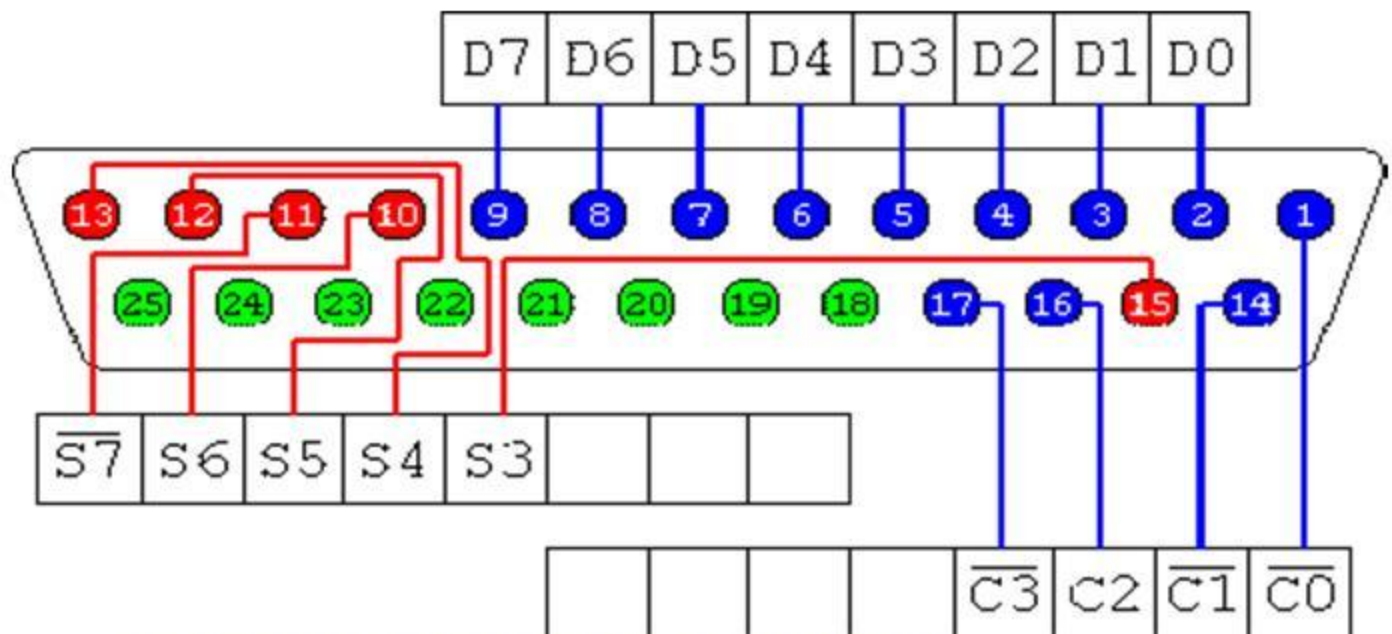 D7 D6 D5 D4 D3 D2 D1 D0
13 12 11 10 9 8 7 6 5 4 3 2 1
25 24 23 22 21 20 19 18 17 16 15 14
S̅7̅ S6 S5 S4 S3
C̅3̅ C2 C̅1̅ C̅0̅